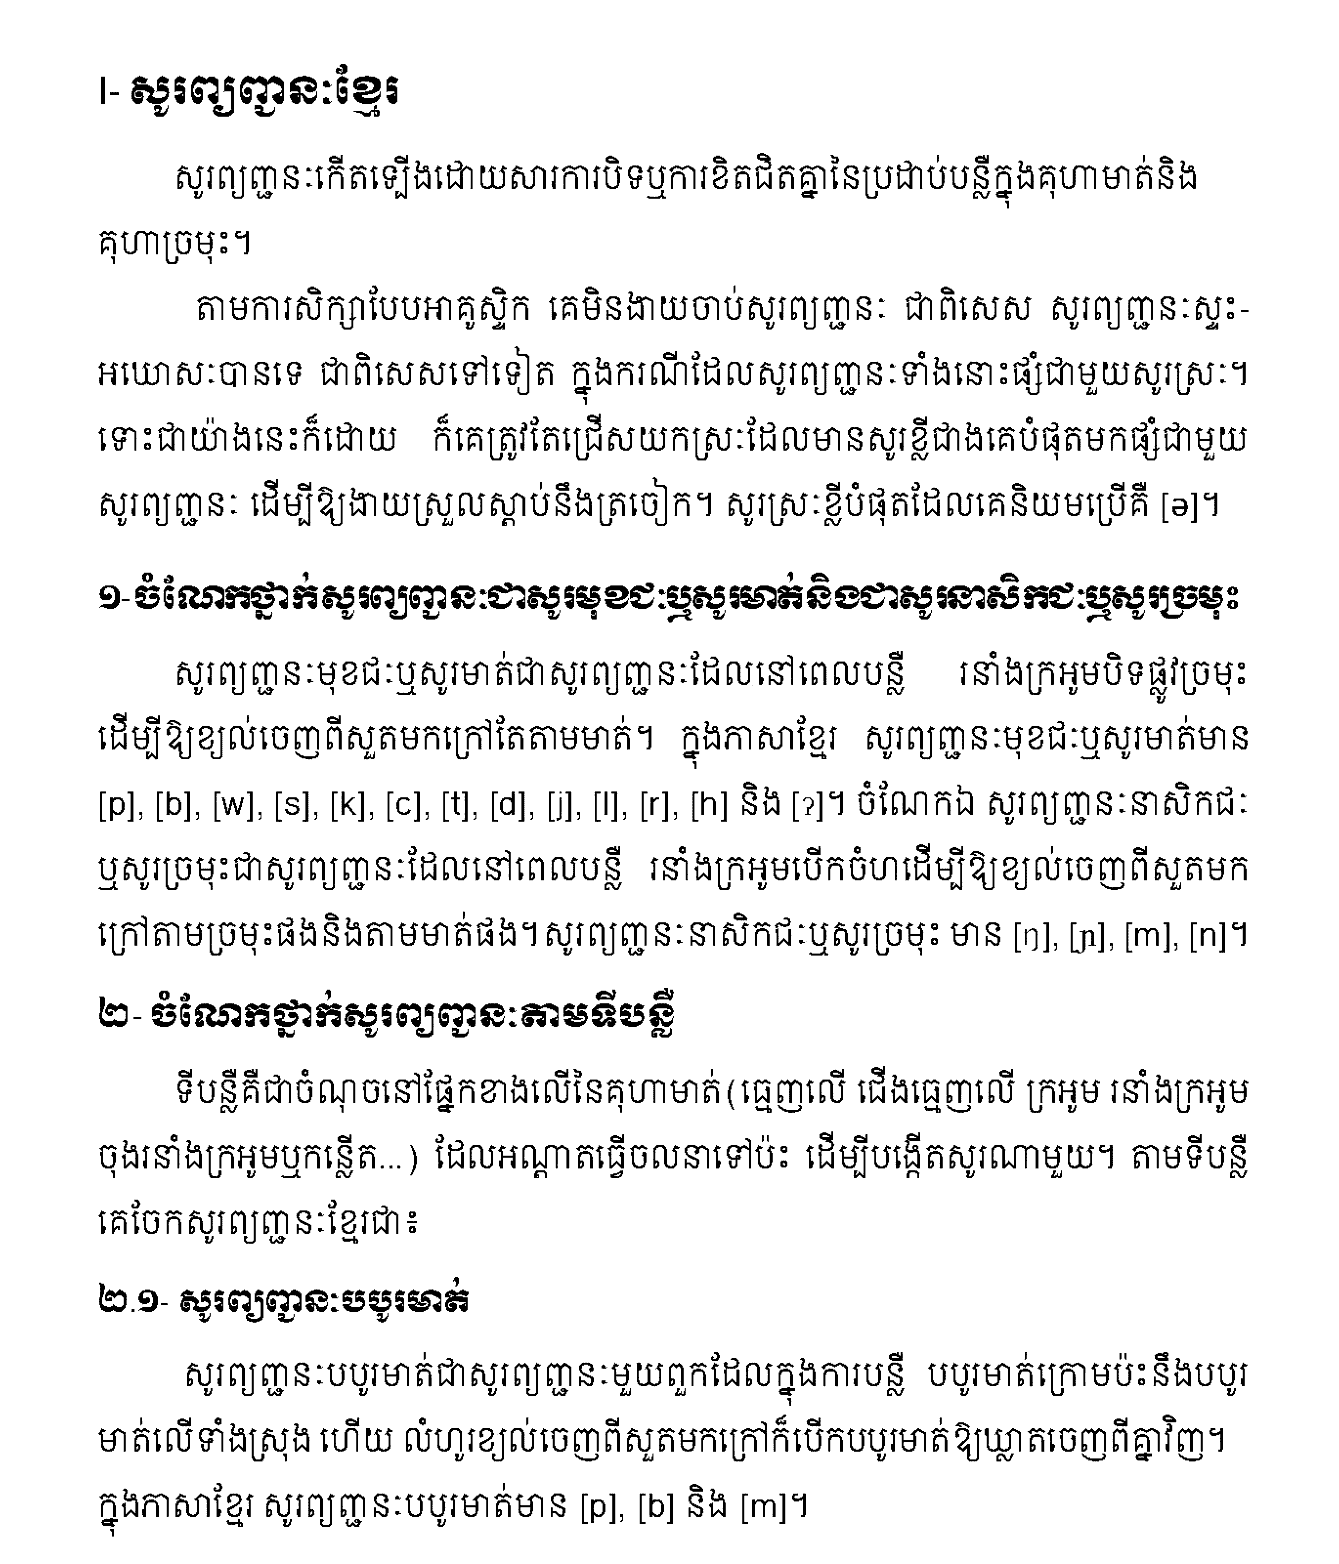 I- សូរព្យញ្ជនៈខ្មែរ
សូរព្យញ្ជនៈកើតឡើងដោយសារការបិទឬការខិតជិតគ្នានៃប្រដាប់បន្លឺក្នុងគុហាមាត់និង
គុហាច្រមុះ។
តាមការសិក្សាបែបអាគូស្ទិក គេមិនងាយចាប់សូរព្យញ្ជនៈ ជាពិសេស សូរព្យញ្ជនៈស្ទះ-
អឃោសៈបានទេ ជាពិសេសទៅទៀត ក្នុងករណីដែលសូរព្យញ្ជនៈទាំងនោះផ្សំជាមួយសូរស្រៈ។
ទោះជាយ៉ាងនេះក៏ដោយ ក៏គេត្រូវតែជ្រើសយកស្រៈដែលមានសូរខ្លីជាងគេបំផុតមកផ្សំជាមួយ
សូរព្យញ្ជនៈ ដើម្បីឱ្យងាយស្រួលស្តាប់នឹងត្រចៀក។ សូរស្រៈខ្លីបំផុតដែលគេនិយមប្រើគឺ [ə]។
១-ចំណែកថ្នាក់សូរព្យញ្ជនៈជាសូរមុខជៈឬសូរមាត់និងជាសូរនាសិកជៈឬសូរច្រមុះ
សូរព្យញ្ជនៈមុខជៈឬសូរមាត់ជាសូរព្យញ្ជនៈដែលនៅពេលបន្លឺ រនាំងក្រអូមបិទផ្លូវច្រមុះ
ដើម្បីឱ្យខ្យល់ចេញពីសួតមកក្រៅតែតាមមាត់។ ក្នុងភាសាខ្មែរ សូរព្យញ្ជនៈមុខជៈឬសូរមាត់មាន
[p], [b], [w], [s], [k], [c], [t], [d], [j], [l], [r], [h] និង [ʔ]។ ចំណែកឯ សូរព្យញ្ជនៈនាសិកជៈ
ឬសូរច្រមុះជាសូរព្យញ្ជនៈដែលនៅពេលបន្លឺ រនាំងក្រអូមបើកចំហដើម្បីឱ្យខ្យល់ចេញពីសួតមក
ក្រៅតាមច្រមុះផងនិងតាមមាត់ផង។ សូរព្យញ្ជនៈនាសិកជៈឬសូរច្រមុះ មាន [ŋ], [ɲ], [m], [n]។
២- ចំណែកថ្នាក់សូរព្យញ្ជនៈតាមទីបន្លឺ
ទីបន្លឺគឺជាចំណុចនៅផ្នែកខាងលើនៃគុហាមាត់(ធ្មេញលើ ជើងធ្មេញលើ ក្រអូម រនាំងក្រអូម
ចុងរនាំងក្រអូមឬកន្លើត...) ដែលអណ្តាតធ្វើចលនាទៅប៉ះ ដើម្បីបង្កើតសូរណាមួយ។ តាមទីបន្លឺ
គេចែកសូរព្យញ្ជនៈខ្មែរជា៖
២.១- សូរព្យញ្ជនៈបបូរមាត់
សូរព្យញ្ជនៈបបូរមាត់ជាសូរព្យញ្ជនៈមួយពួកដែលក្នុងការបន្លឺ បបូរមាត់ក្រោមប៉ះនឹងបបូរ
មាត់លើទាំងស្រុង ហើយ លំហូរខ្យល់ចេញពីសួតមកក្រៅក៏បើកបបូរមាត់ឱ្យឃ្លាតចេញពីគ្នាវិញ។
ក្នុងភាសាខ្មែរ សូរព្យញ្ជនៈបបូរមាត់មាន [p], [b] និង [m]។